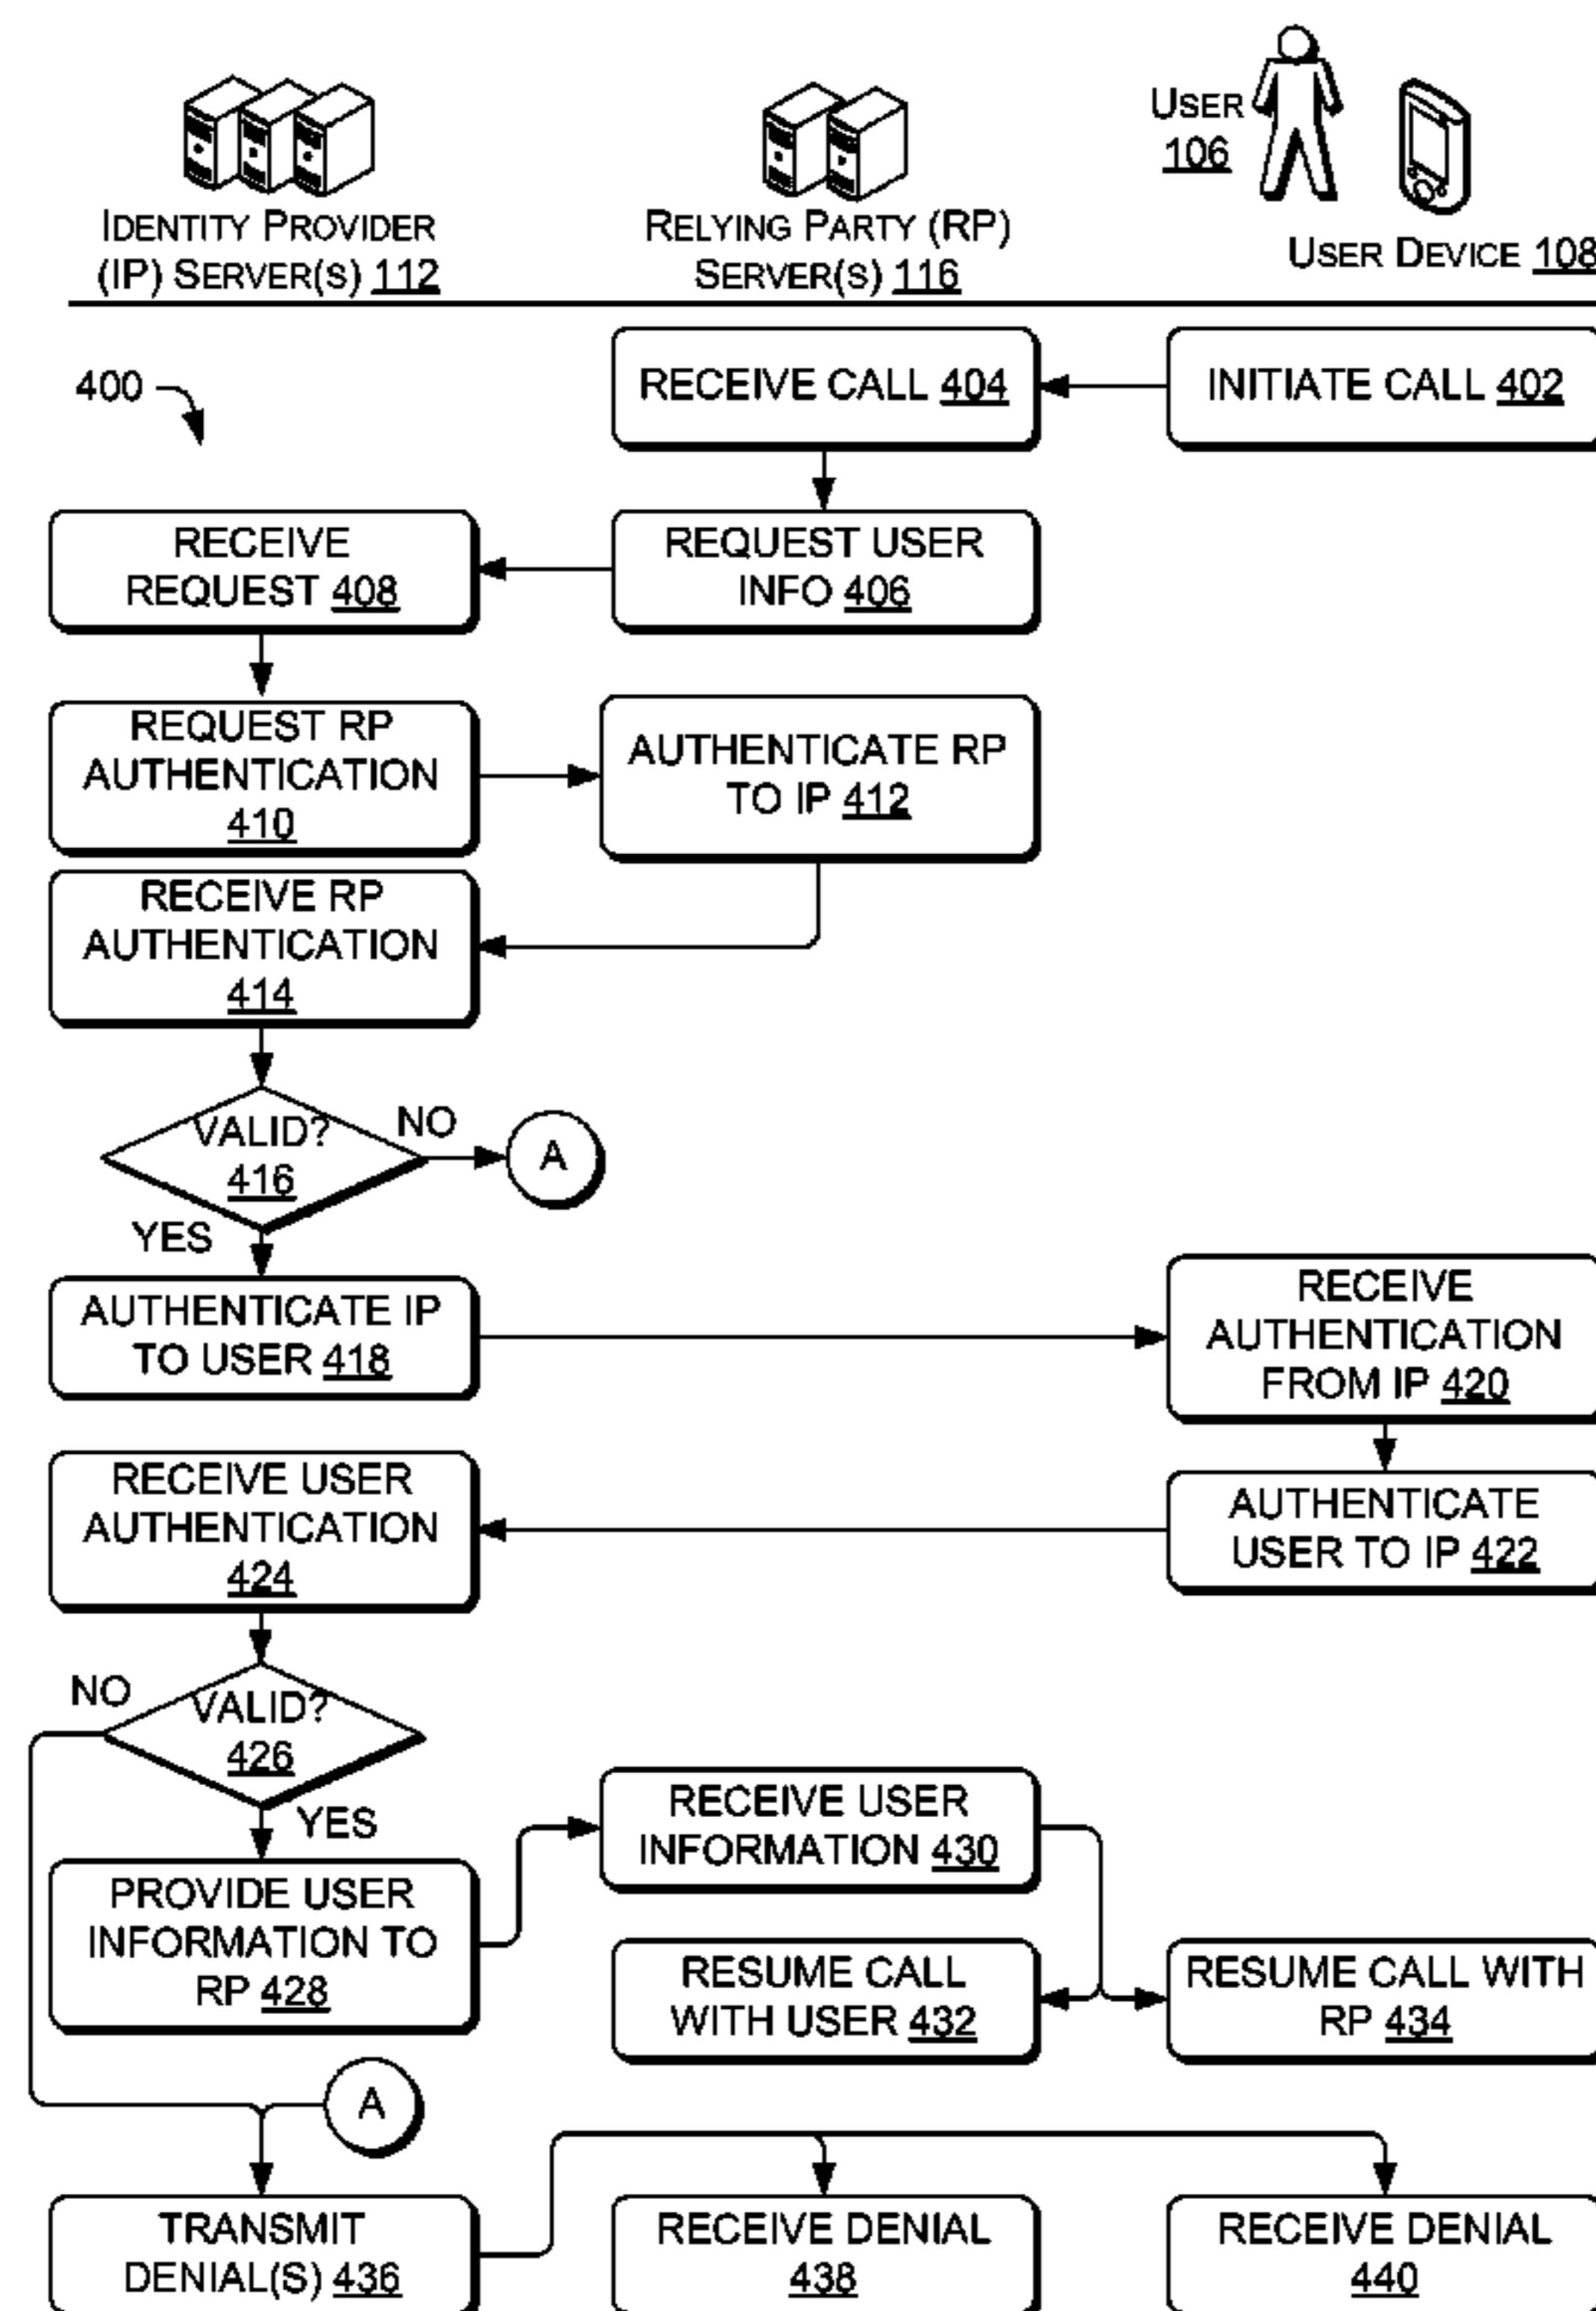 USER
106
IDENTITY PROVIDER
(IP) SERVER(S) 112
RELYING PARTY (RP)
SERVER(S) 116
USER DEVICE 108
400
RECEIVE CALL 404
INITIATE CALL 402
RECEIVE
REQUEST 408
REQUEST USER
INFO 406
REQUEST RP
AUTHENTICATION
410
AUTHENTICATE RP
TO IP 412
RECEIVE RP
AUTHENTICATION
414
VALID?
416
NO
A
YES
AUTHENTICATE IP
TO USER 418
RECEIVE
AUTHENTICATION
FROM IP 420
RECEIVE USER
AUTHENTICATION
424
AUTHENTICATE
USER TO IP 422
NO
VALID?
426
YES
PROVIDE USER
INFORMATION TO
RP 428
RECEIVE USER
INFORMATION 430
RESUME CALL
WITH USER 432
RESUME CALL WITH
RP 434
A
TRANSMIT
DENIAL(S) 436
RECEIVE DENIAL
438
RECEIVE DENIAL
440